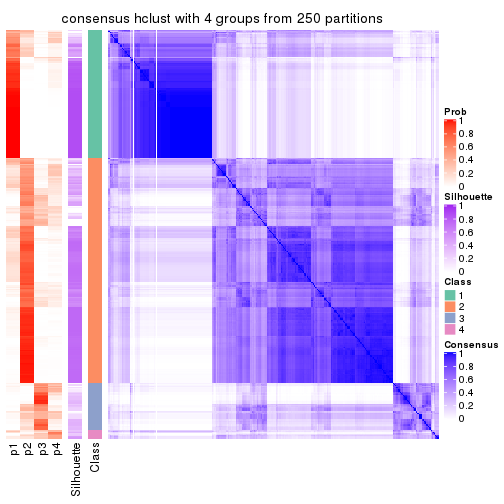 consensus hclust with 4 groups from 250 partitions
Prob
1
0.8
0.6
0.4
0.2
0
Silhouette
1
0.8
0.6
0.4
0.2
0
Class
1
2
3
4
Consensus
1
0.8
0.6
0.4
0.2
0
p1
p2
p3
p4
Silhouette
Class